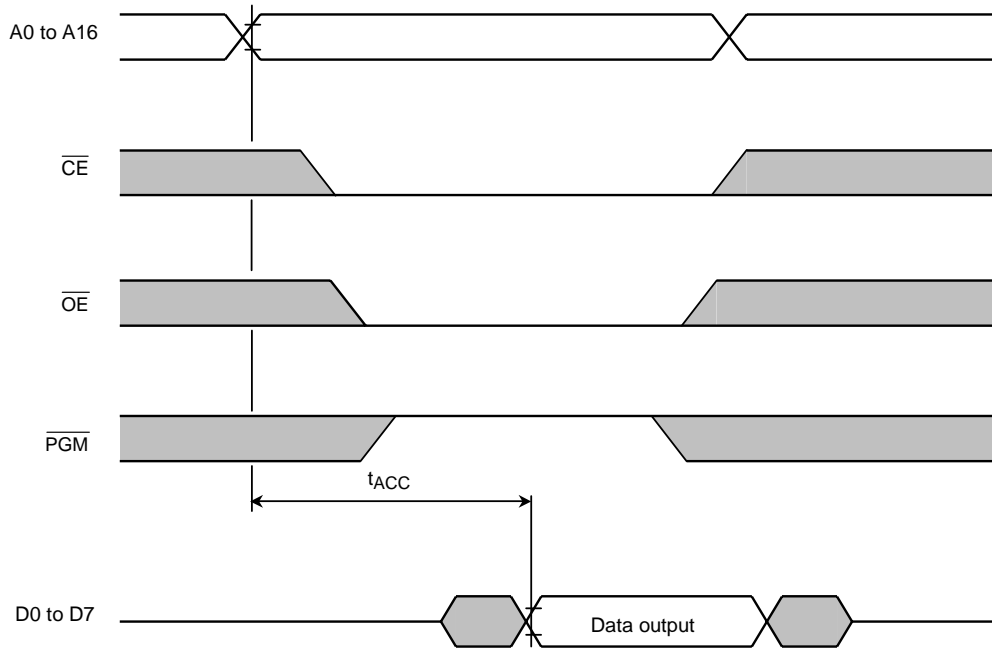 A0 to A16
CE
OE
PGM
tACC
D0 to D7
Data output